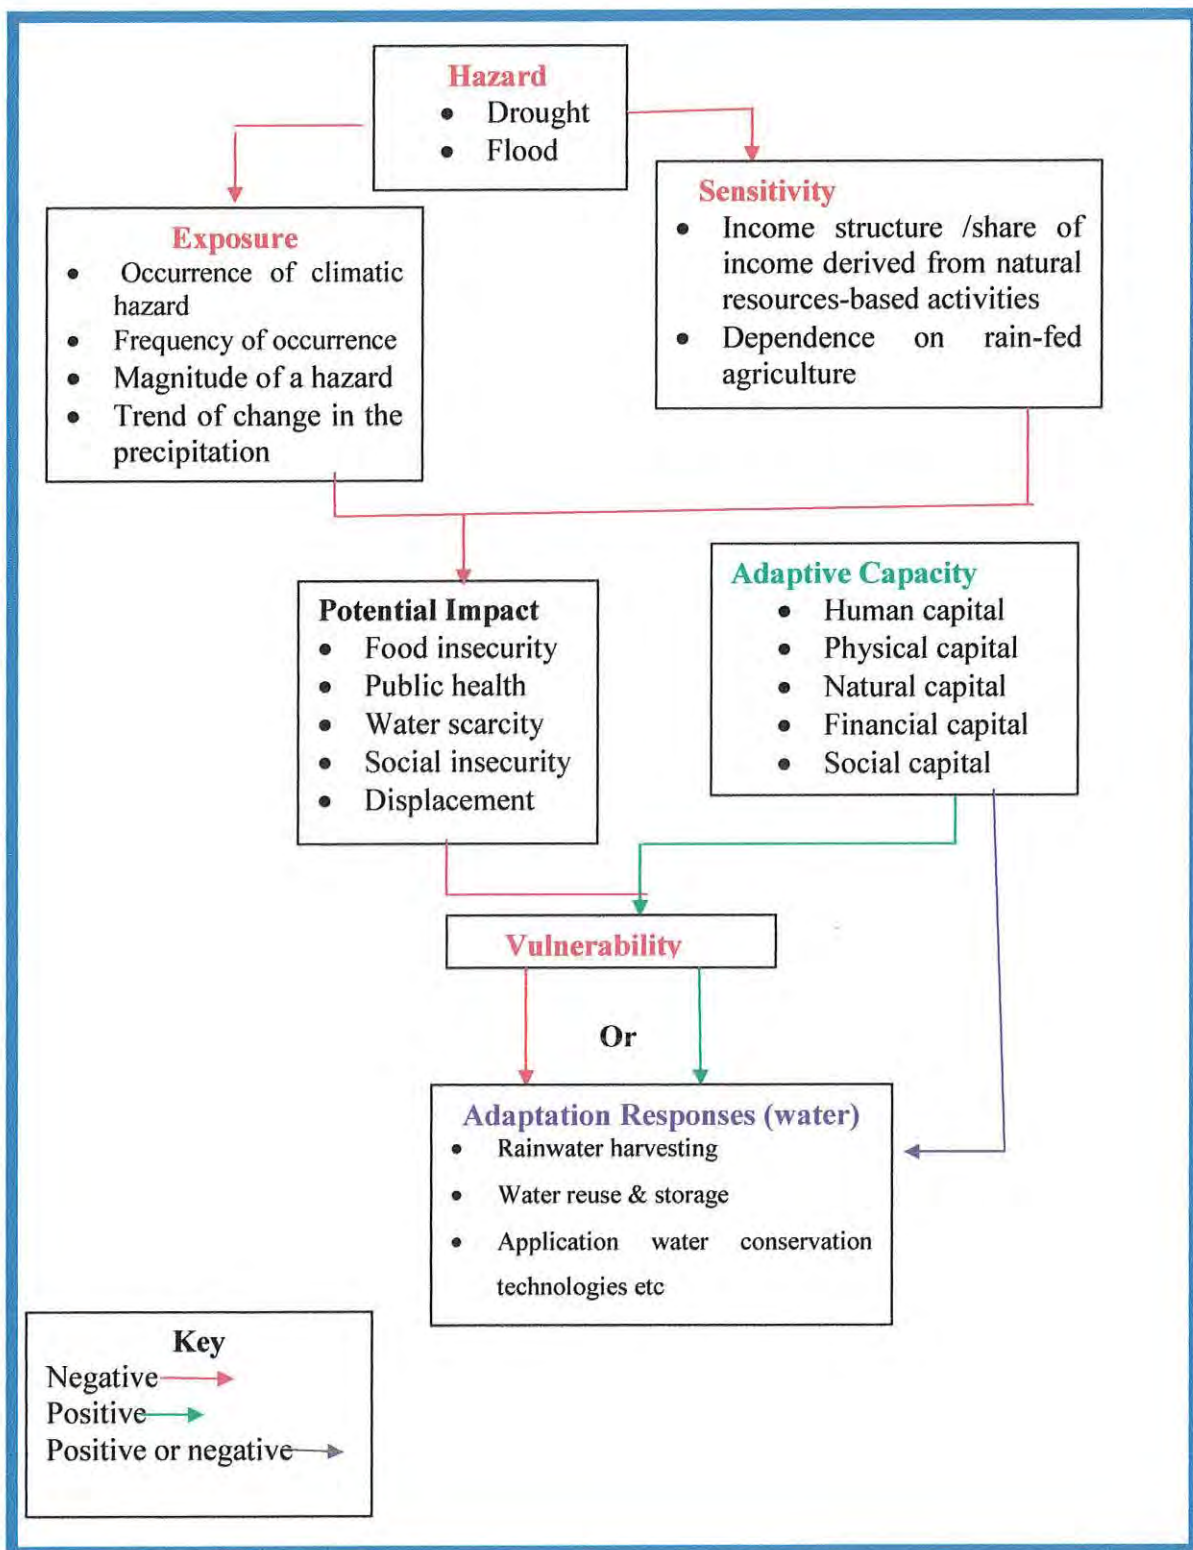 Hazard
• Drought
• Flood
Exposure
• Occurrence of climatic
hazard
• Frequency of occurrence
• Magnitude of a hazard
• Trend of change in the
precipitation
Sensitivity
• Income structure /share of
income derived from natural
resources-based activities
• Dependence on rain-fed
agriculture
Potential Impact
• Food insecurity
• Public health
• Water scarcity
• Social insecurity
• Displacement
Adaptive Capacity
• Human capital
• Physical capital
• Natural capital
• Financial capital
• Social capital
Vulnerability
Or
Adaptation Responses (water)
• Rainwater harvesting
• Water reuse & storage
• Application water conservation
technologies etc
Key
Negative
Positive
Positive or negative